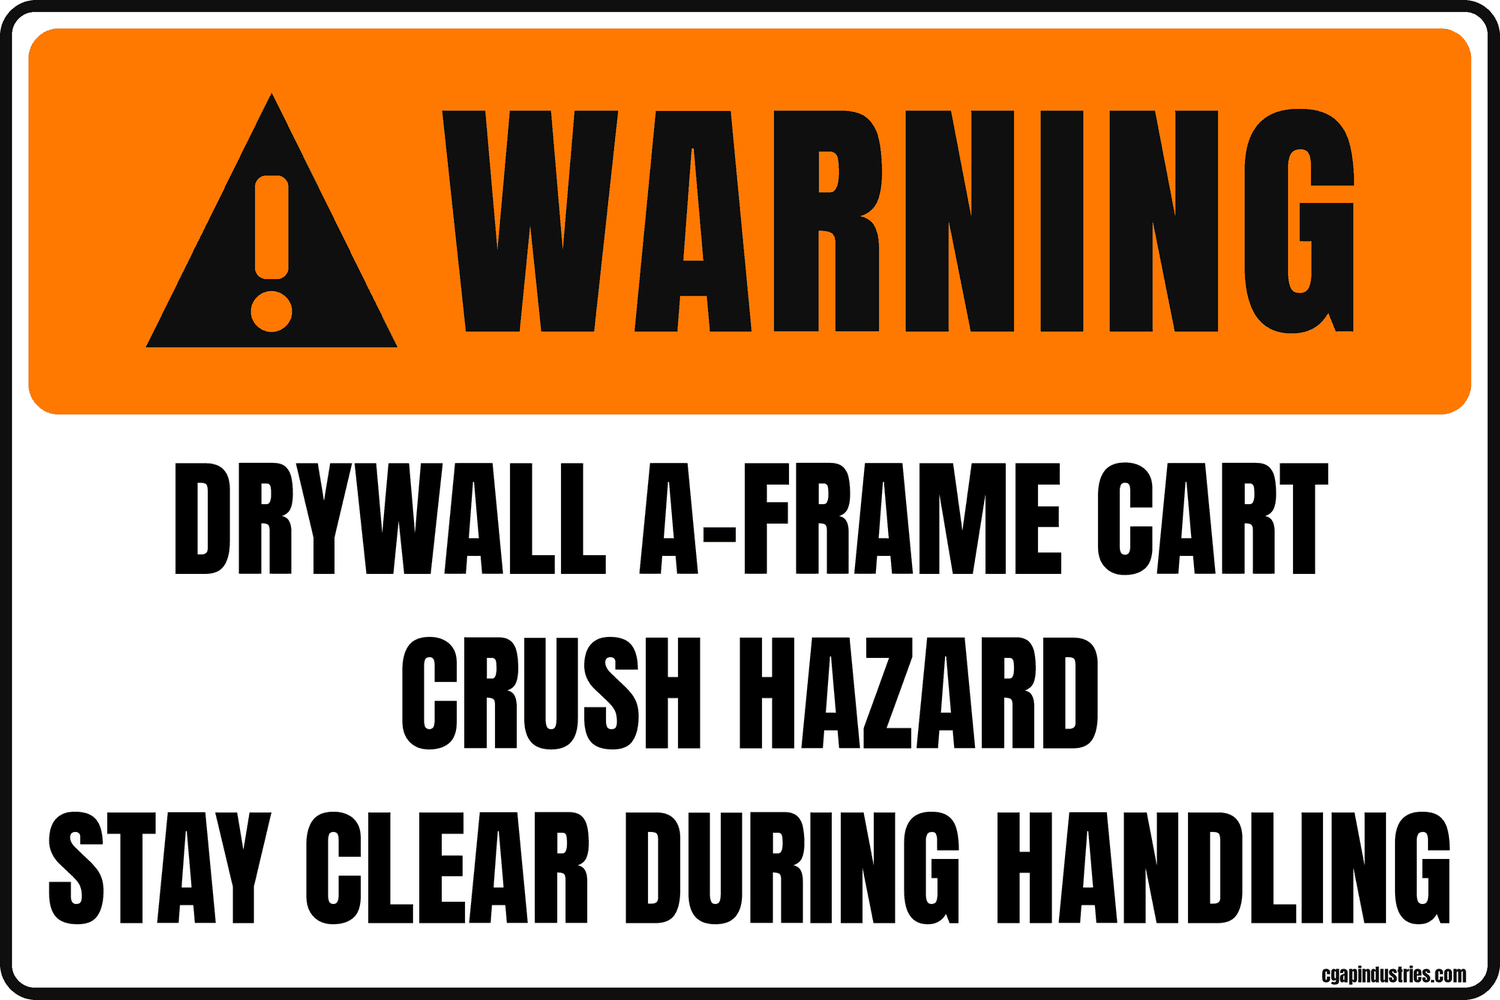 WARNING
DRYWALL A-FRAME CART
CRUSH HAZARD
STAY CLEAR DURING HANDLING
cgapindustries.com